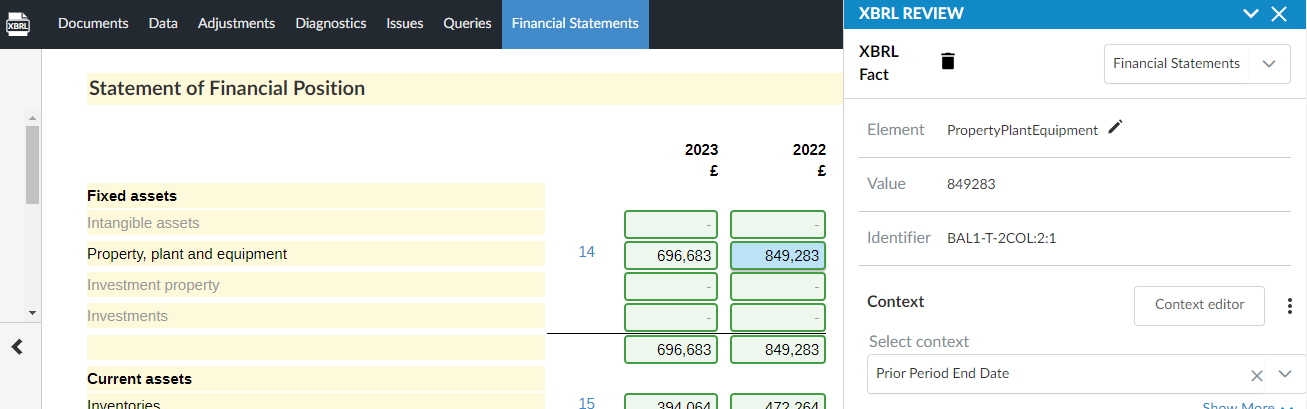 XBRL Documents Data Adjustments Diagnostics Issues Queries Financial Statements
Statement of Financial Position
2023 2022
£ £
Fixed assets
Intangible assets - -
Property, plant and equipment 14 696,683 849,283
Investment property - -
Investments - -
696,683 849,283
Current assets
Inventories 15 394,064 472,264
XBRL REVIEW
XBRL
Fact
Financial Statements
Element PropertyPlantEquipment
Value 849283
Identifier BAL1-T-2COL:2:1
Context Context editor
Select context
Prior Period End Date
Show More